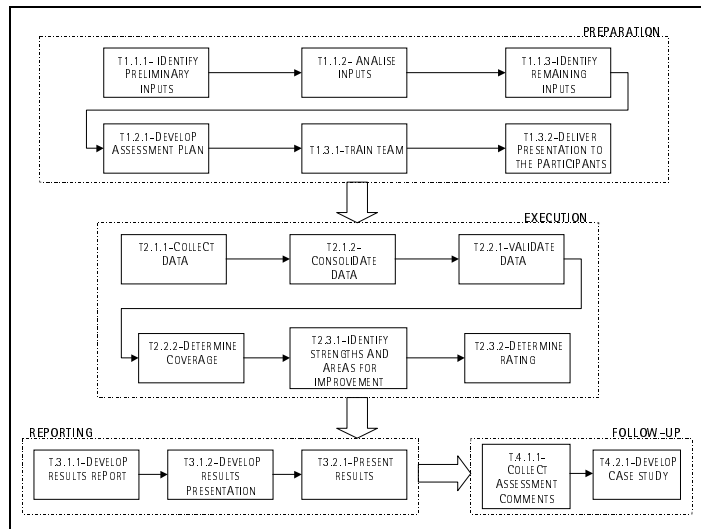 PREPARATION
T1.1.1- IDENTIFY
PRELIMINARY
INPUTS
T1.1.2- ANALISE
INPUTS
T1.1.3-IDENTIFY
REMAINING
INPUTS
T1.2.1-DEVELOP
ASSESSMENT PLAN
T1.3.1-TRAIN TEAM
T1.3.2-DELIVER
PRESENTATION TO
THE PARTICIPANTS
EXECUTION
T2.1.1-COLLECT
DATA
T2.1.2-
CONSOLIDATE
DATA
T2.2.1-VALIDATE
DATA
T2.2.2-DETERMINE
COVERAGE
T2.3.1-IDENTIFY
STRENGTHS AND
AREAS FOR
IMPROVEMENT
T2.3.2-DETERMINE
RATING
REPORTING
T.3.1.1-DEVELOP
RESULTS REPORT
T3.1.2-DEVELOP
RESULTS
PRESENTATION
T3.2.1-PRESENT
RESULTS
FOLLOW-UP
T.4.1.1-
COLLECT
ASSESSMENT
COMMENTS
T4.2.1-DEVELOP
CASE STUDY